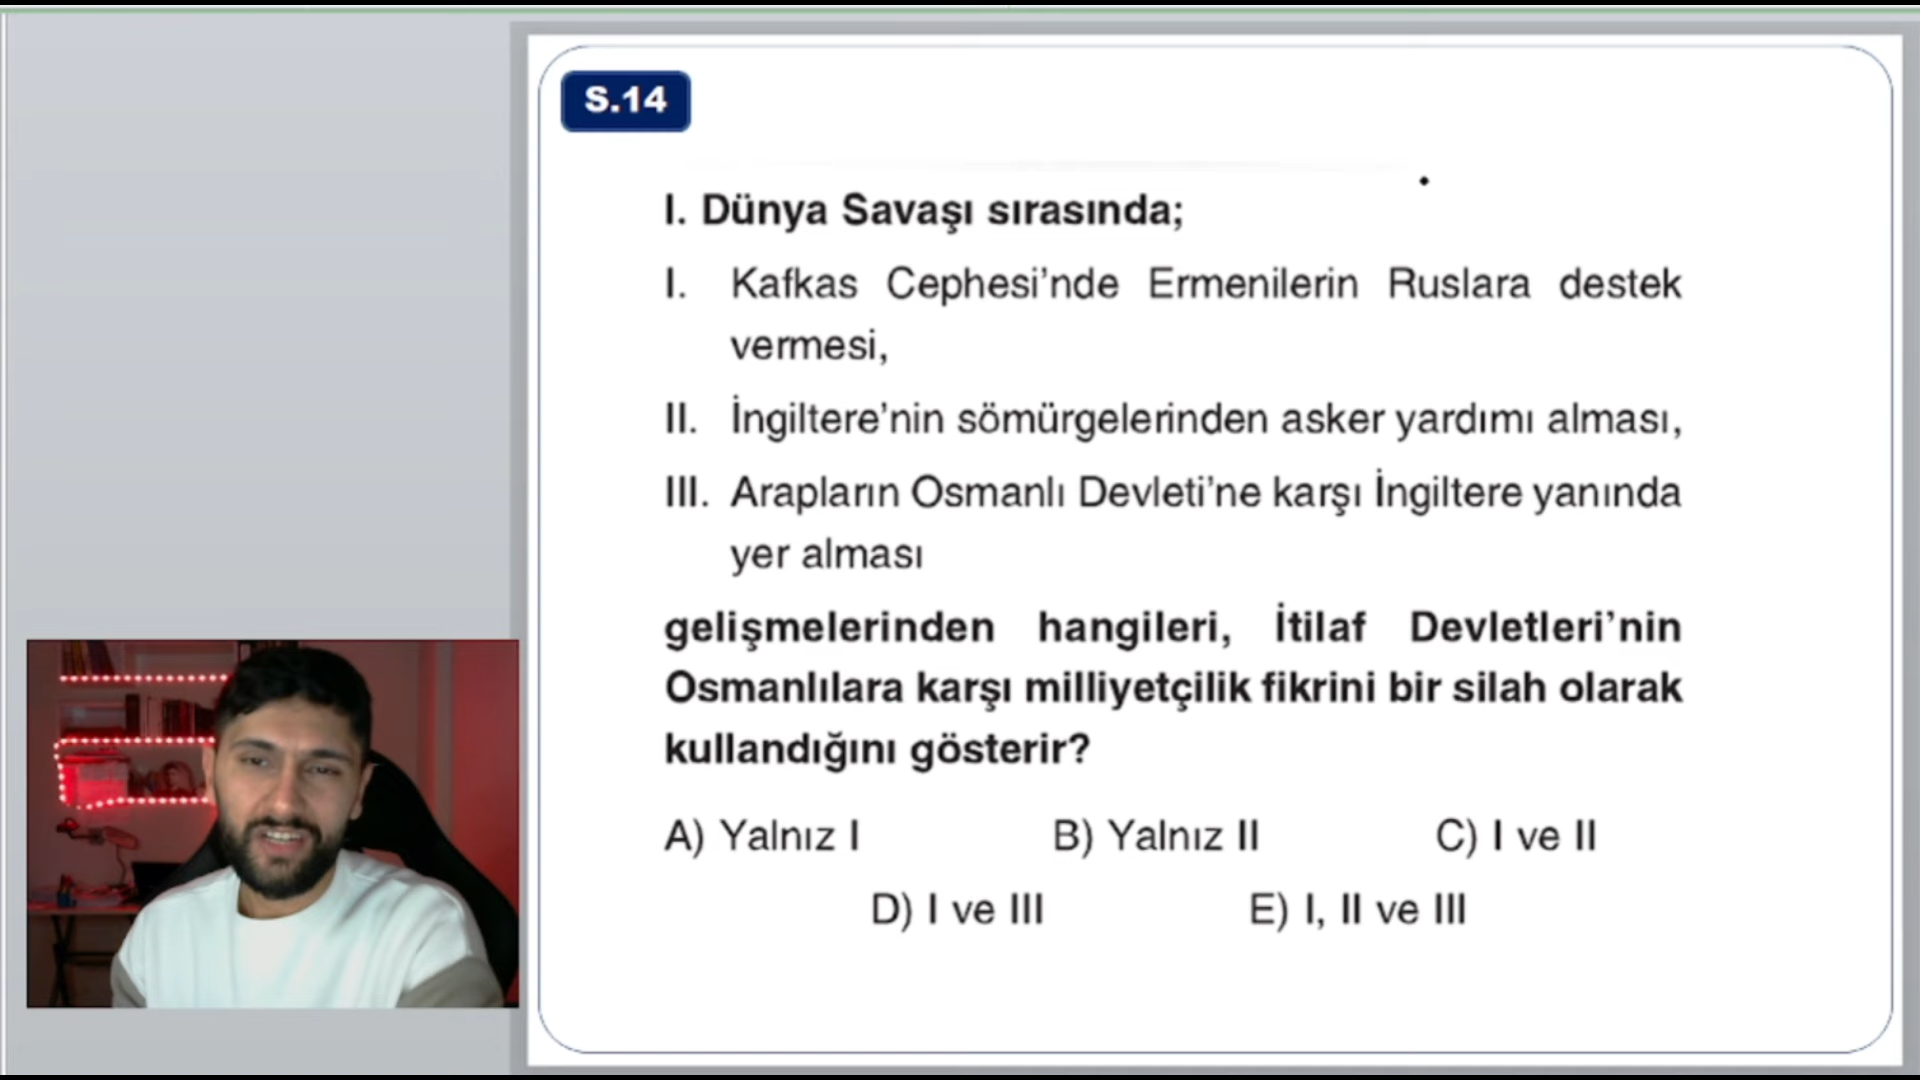 S.14
I. Dünya Savaşı sırasında;
I. Kafkas Cephesi'nde Ermenilerin Ruslara destek
vermesi,
II. İngiltere'nin sömürgelerinden asker yardımı alması,
III. Arapların Osmanlı Devleti'ne karşı İngiltere yanında
yer alması
gelişmelerinden hangileri, İtilaf Devletleri'nin
Osmanlılara karşı milliyetçilik fikrini bir silah olarak
kullandığını gösterir?
A) Yalnız I B) Yalnız II C) I ve II
D) I ve III E) I, II ve III